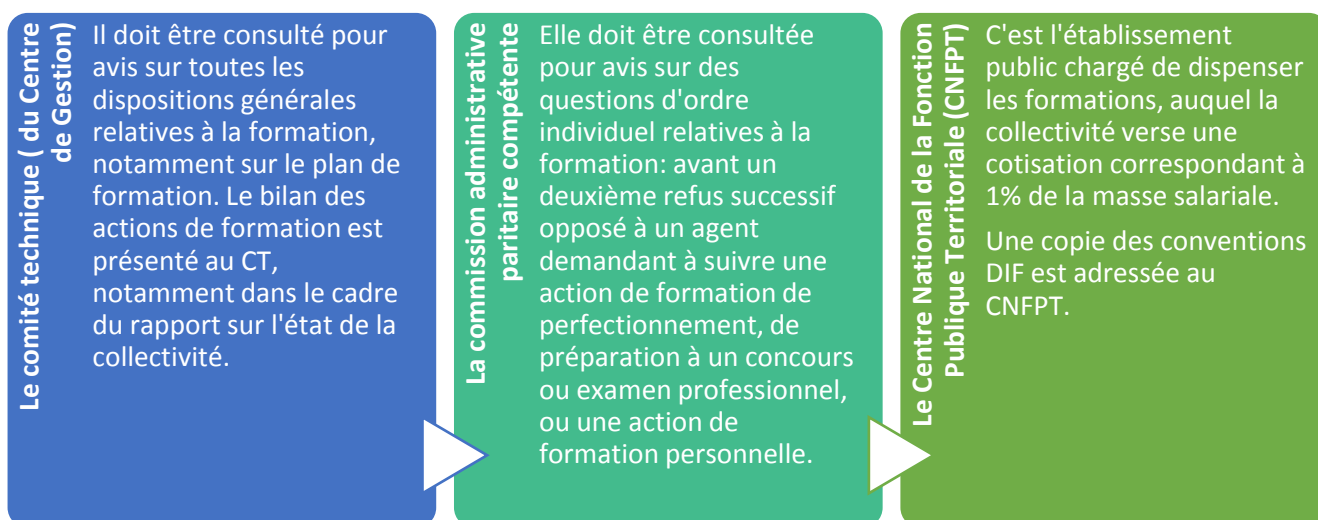 Le comité technique ( du Centre
de Gestion)
Il doit être consulté pour
avis sur toutes les
dispositions générales
relatives à la formation,
notamment sur le plan de
formation. Le bilan des
actions de formation est
présenté au CT,
notamment dans le cadre
du rapport sur l'état de la
collectivité.
La commission administrative
paritaire compétente
Elle doit être consultée
pour avis sur des
questions d'ordre
individuel relatives à la
formation: avant un
deuxième refus successif
opposé à un agent
demandant à suivre une
action de formation de
perfectionnement, de
préparation à un concours
ou examen professionnel,
ou une action de
formation personnelle.
Le Centre National de la Fonction
Publique Territoriale (CNFPT)
C'est l'établissement
public chargé de dispenser
les formations, auquel la
collectivité verse une
cotisation correspondant à
1% de la masse salariale.
Une copie des conventions
DIF est adressée au
CNFPT.